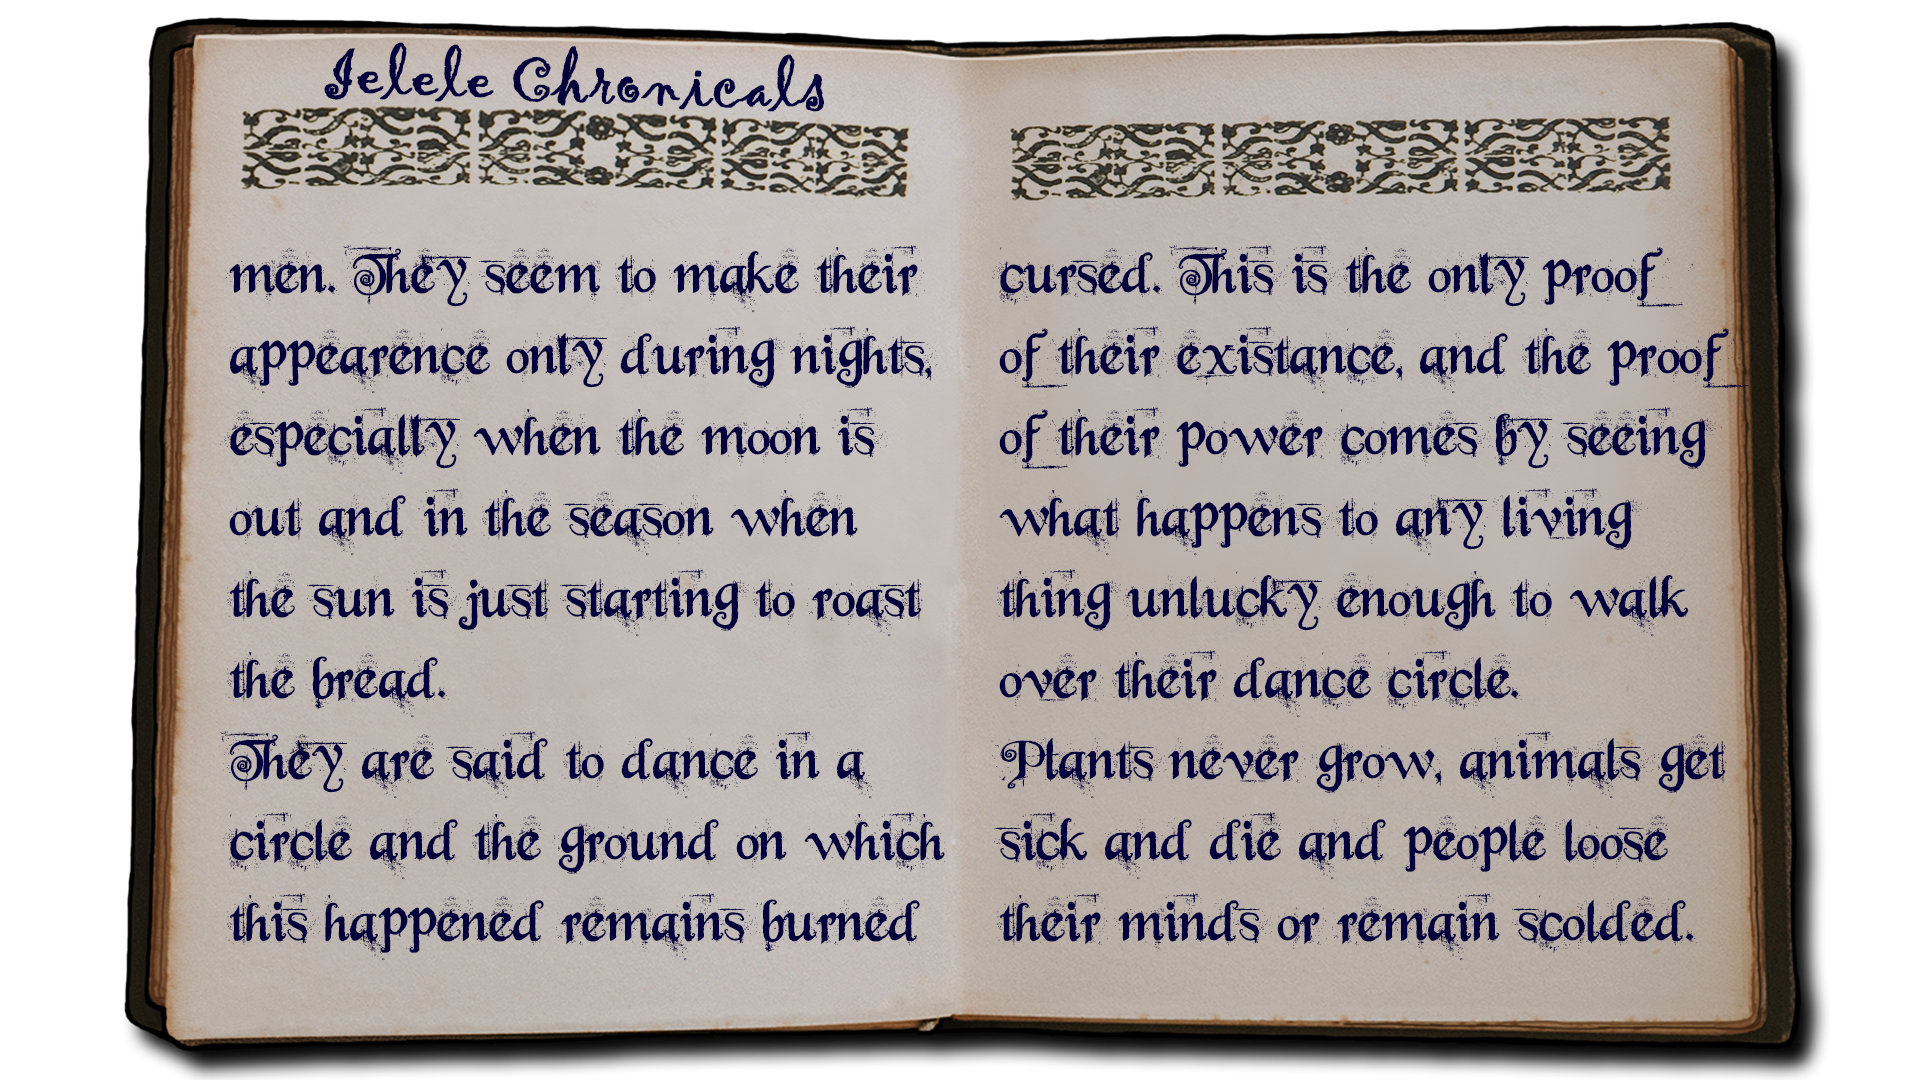 Ielele Chronicals
men. They seem to make their
appearence only during nights,
especially when the moon is
out and in the season when
the sun is just starting to roast
the bread.
They are said to dance in a
circle and the ground on which
this happened remains burned
cursed. This is the only proof
of their existance, and the proof
of their power comes by seeing
what happens to any living
thing unlucky enough to walk
over their dance circle.
Plants never grow, animals get
sick and die and people loose
their minds or remain scolded.